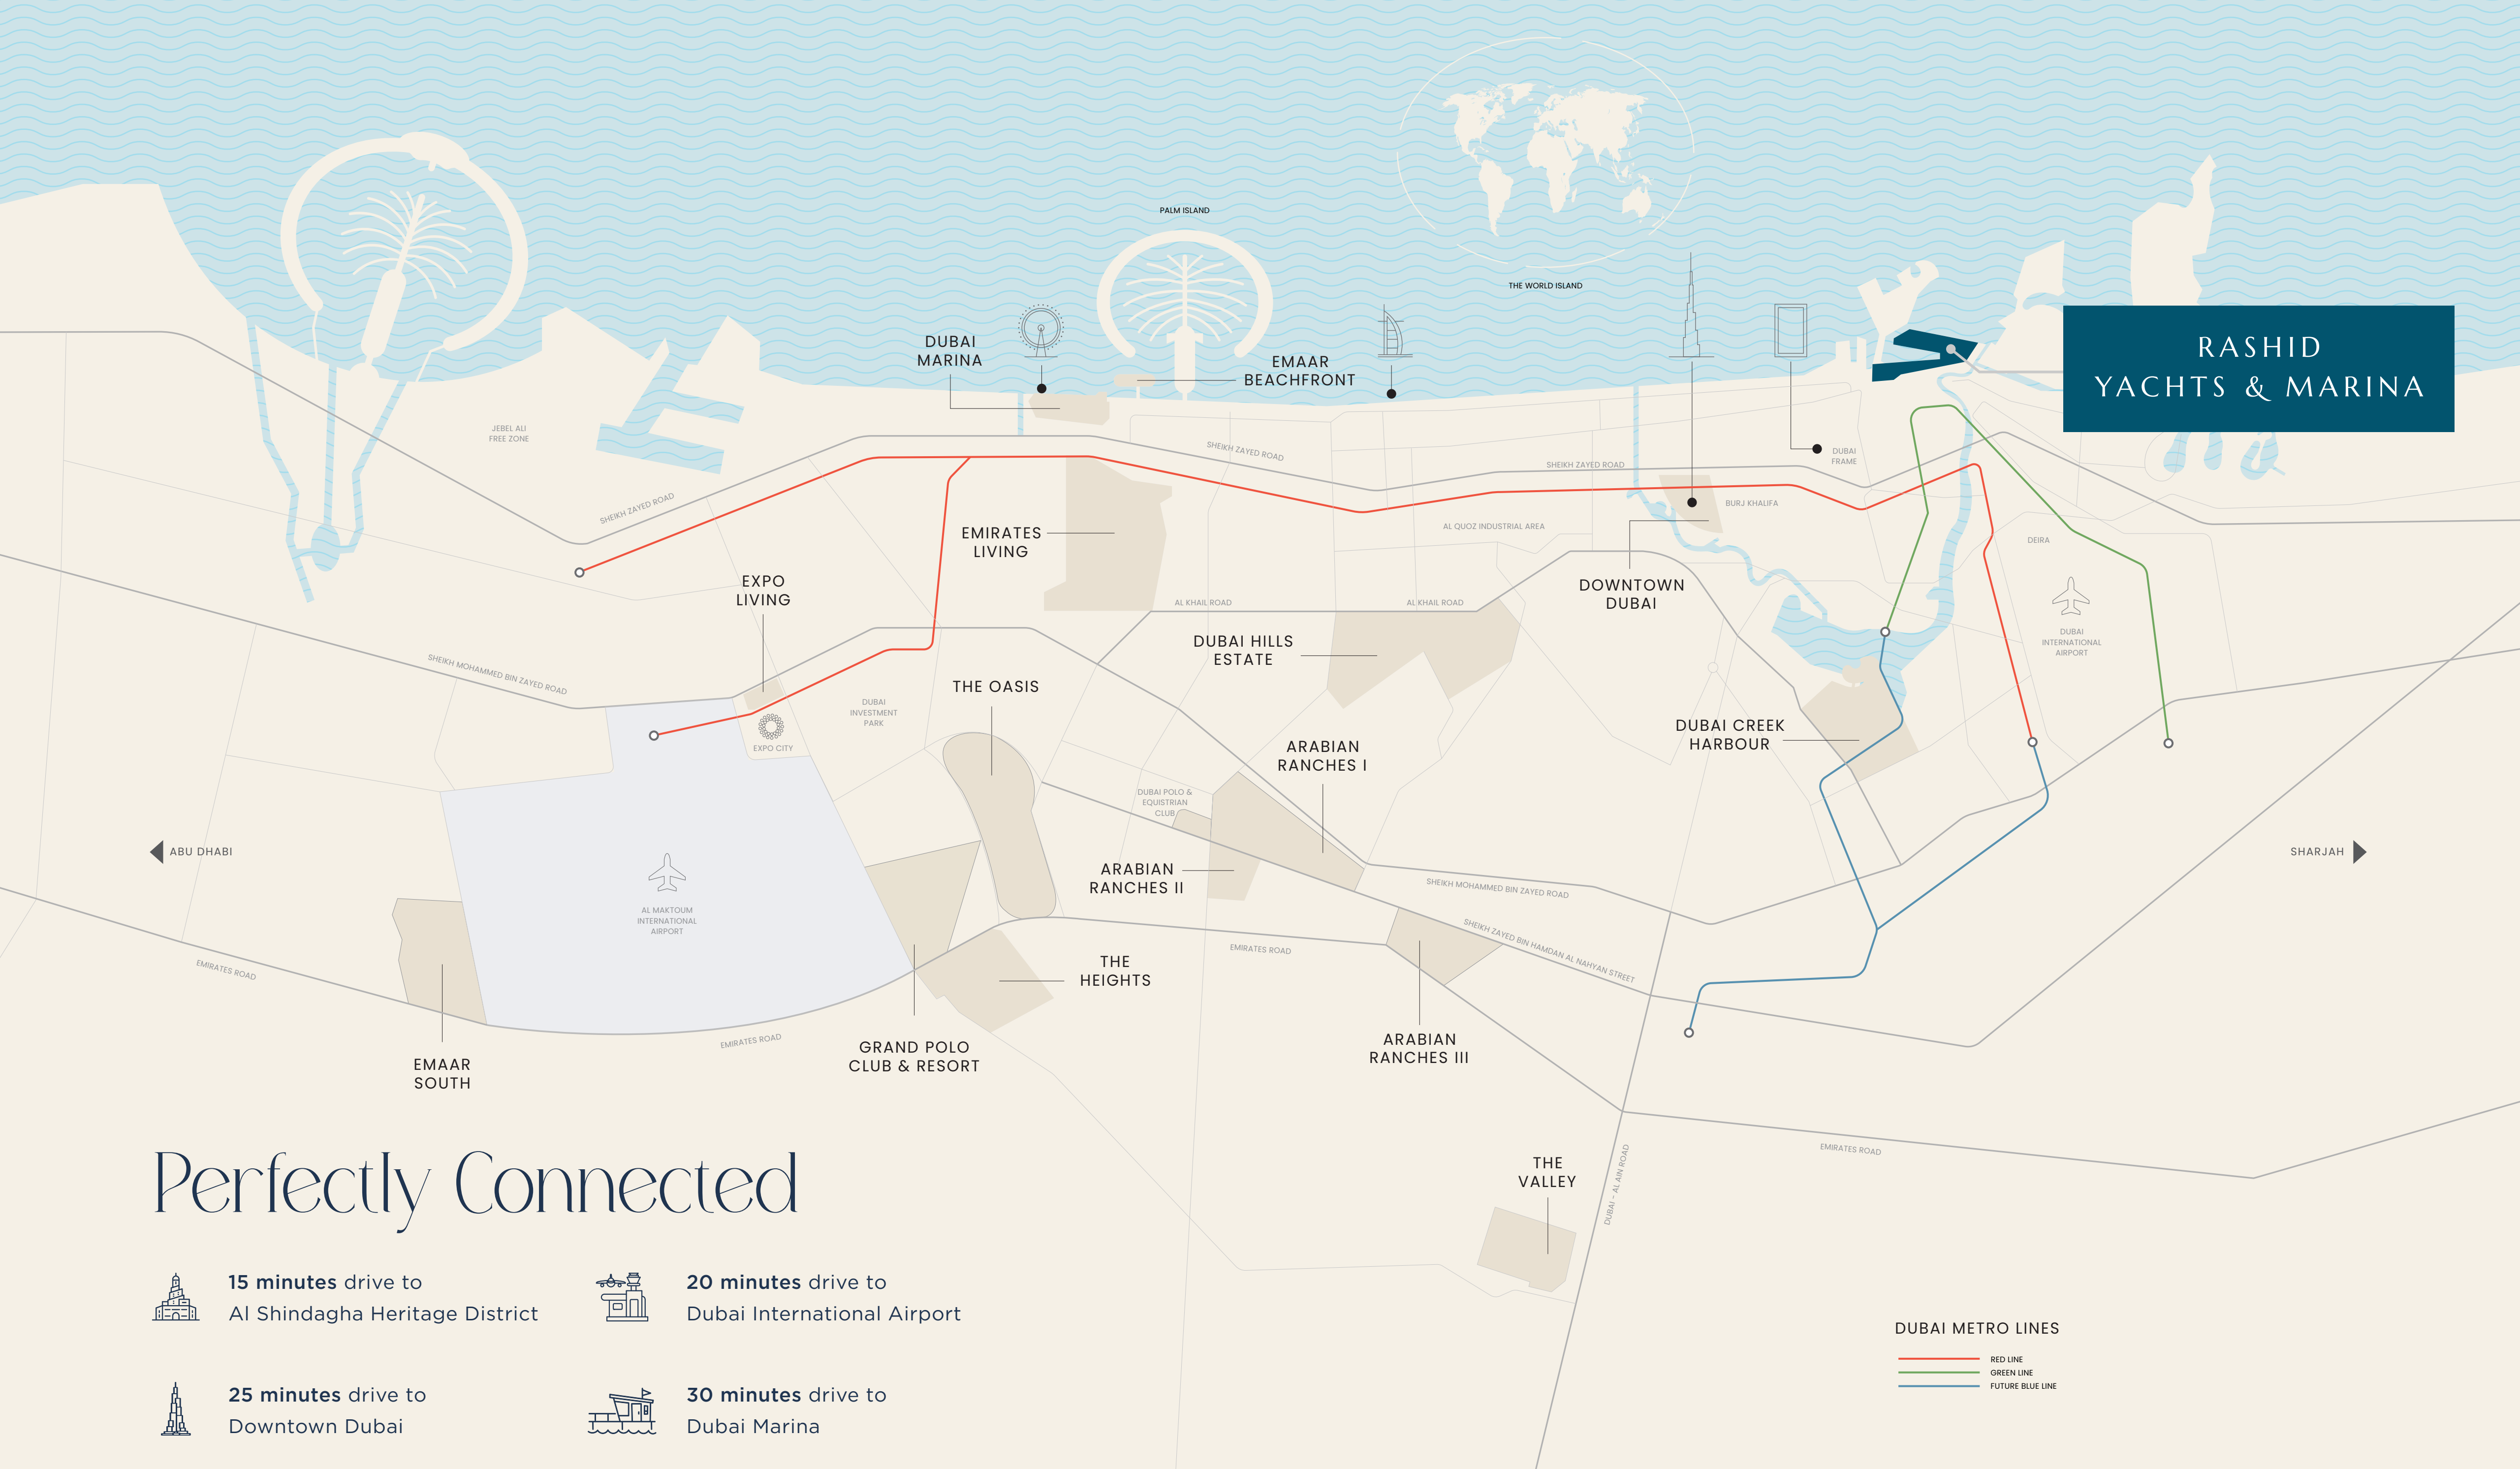 PALM ISLAND
THE WORLD ISLAND
DUBAI
MARINA
EMAAR
BEACHFRONT
RASHID
YACHTS & MARINA
JEBEL ALI
FREE ZONE
SHEIKH ZAYED ROAD
SHEIKH ZAYED ROAD
SHEIKH ZAYED ROAD
DUBAI
FRAME
BURJ KHALIFA
AL QUOZ INDUSTRIAL AREA
EMIRATES
LIVING
DEIRA
EXPO
LIVING
DOWNTOWN
DUBAI
AL KHAIL ROAD
AL KHAIL ROAD
DUBAI HILLS
ESTATE
DUBAI
INTERNATIONAL
AIRPORT
SHEIKH MOHAMMED BIN ZAYED ROAD
THE OASIS
DUBAI
INVESTMENT
PARK
EXPO CITY
DUBAI CREEK
HARBOUR
ARABIAN
RANCHES I
DUBAI POLO &
EQUISTRIAN
CLUB
ABU DHABI
SHARJAH
ARABIAN
RANCHES II
SHEIKH MOHAMMED BIN ZAYED ROAD
AL MAKTOUM
INTERNATIONAL
AIRPORT
SHEIKH ZAYED BIN HAMDAN AL NAHYAN STREET
EMIRATES ROAD
EMIRATES ROAD
THE
HEIGHTS
EMIRATES ROAD
GRAND POLO
CLUB & RESORT
ARABIAN
RANCHES III
EMAAR
SOUTH
EMIRATES ROAD
THE
VALLEY
DUBAI - AL AIN ROAD
Perfectly Connected
15 minutes drive to
Al Shindagha Heritage District
20 minutes drive to
Dubai International Airport
25 minutes drive to
Downtown Dubai
30 minutes drive to
Dubai Marina
DUBAI METRO LINES
RED LINE
GREEN LINE
FUTURE BLUE LINE